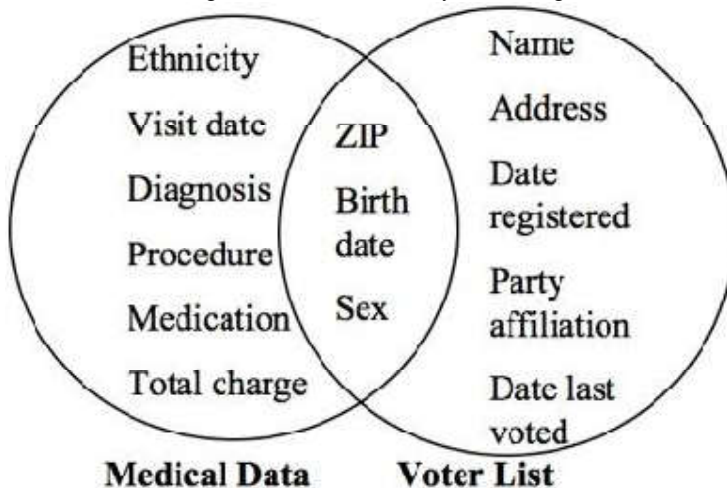 Ethnicity
Visit date
Diagnosis
Procedure
Medication
Total charge
ZIP
Birth
date
Sex
Name
Address
Date
registered
Party
affiliation
Date last
voted
Medical Data
Voter List